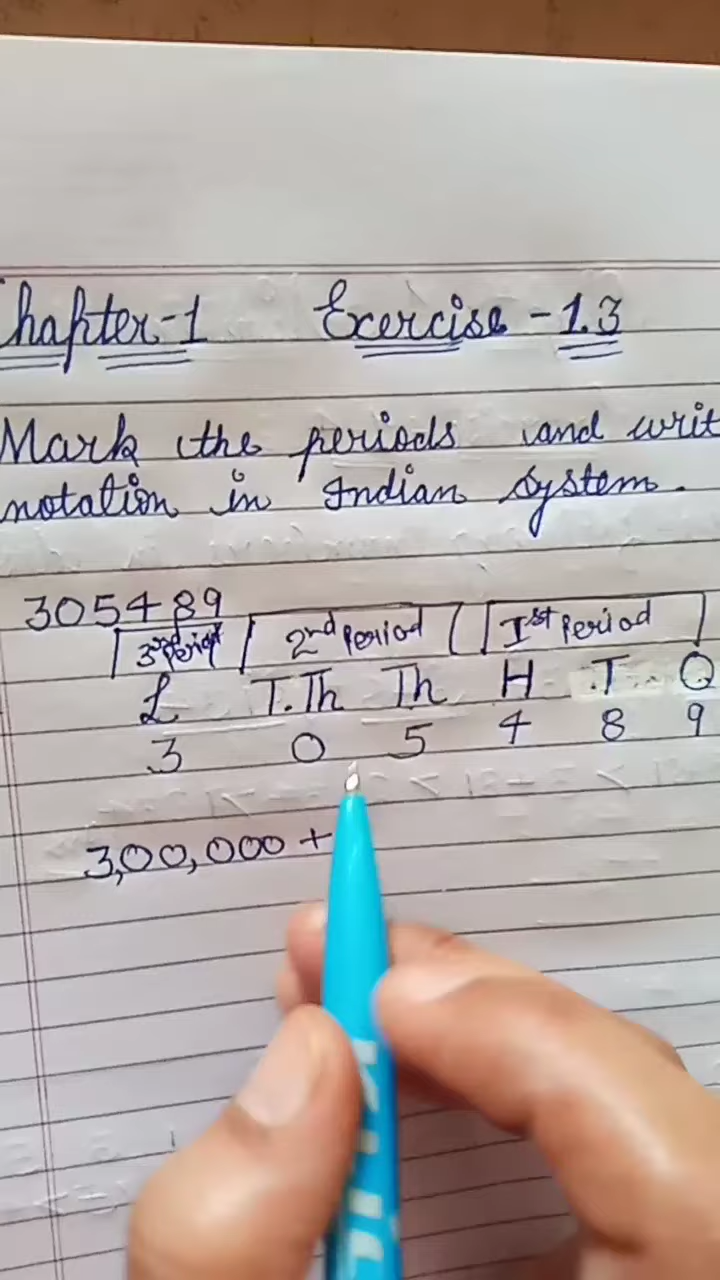 Chapter-1 Exercise - 1.3
Mark the periods and writ
notation in Indian System.
305489
3rd Period 2nd Period Ist Period
L T.Th Th H T O
3 0 5 4 8 9
3,00,000 +